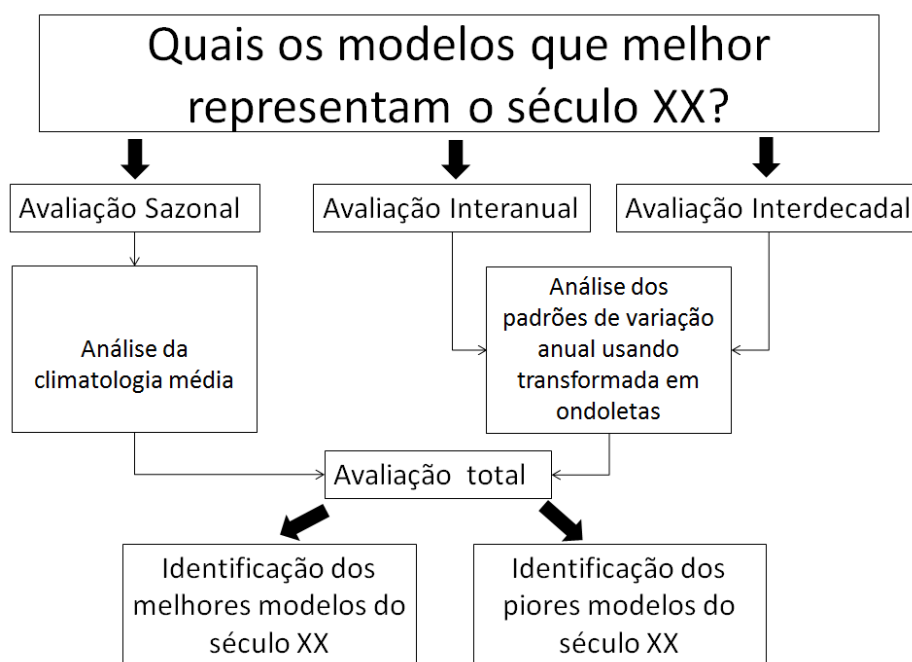 Quais os modelos que melhor
representam o século XX?
Avaliação Sazonal
Avaliação Interanual
Avaliação Interdecadal
Análise da
climatologia média
Análise dos
padrões de variação
anual usando
transformada em
ondoletas
Avaliação total
Identificação dos
melhores modelos do
século XX
Identificação dos
piores modelos do
século XX